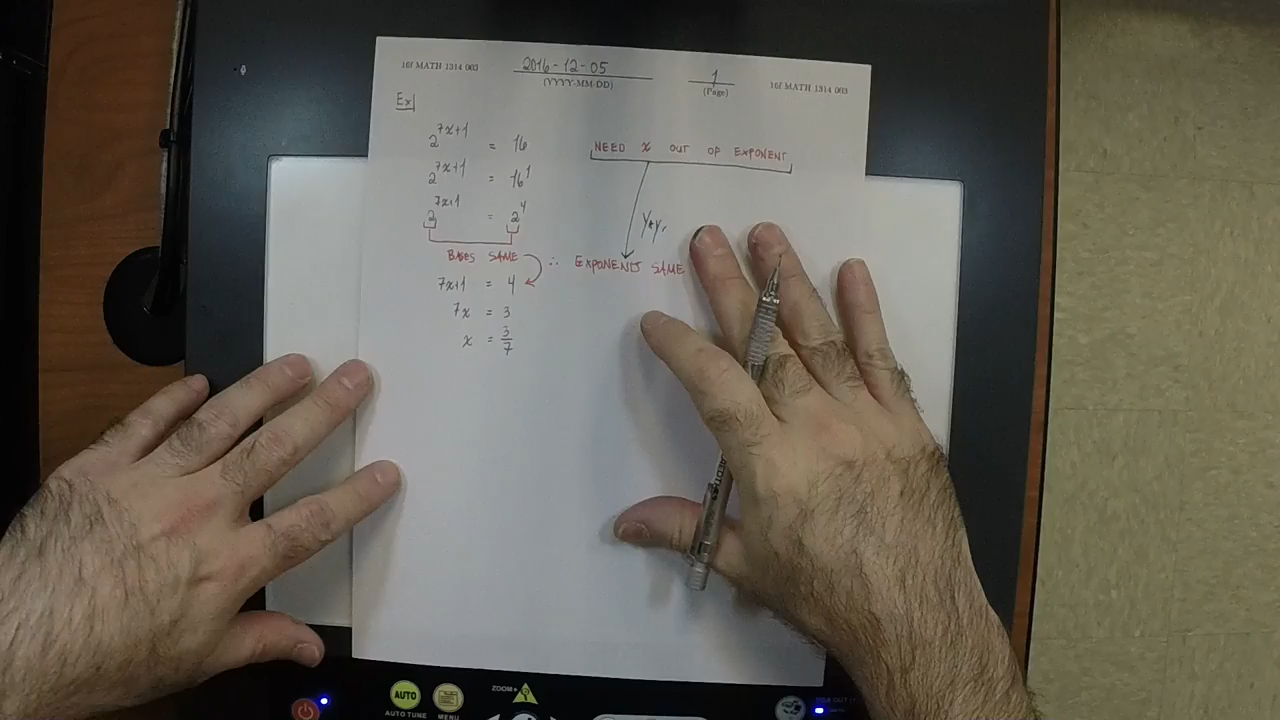 16f MATH 1314 003
2016-12-05
(YYYY-MM-DD)
1
(Page)
16f MATH 1314 003
Ex
2^{7x+1} = 16
2^{7x+1} = 16^1
2^{7x+1} = 2^4
BASES SAME ∴ EXPONENTS SAME
7x+1 = 4
7x = 3
x = 3/7
NEED x OUT OF EXPONENT
AUTO
AUTO TUNE
MENU
ZOOM+